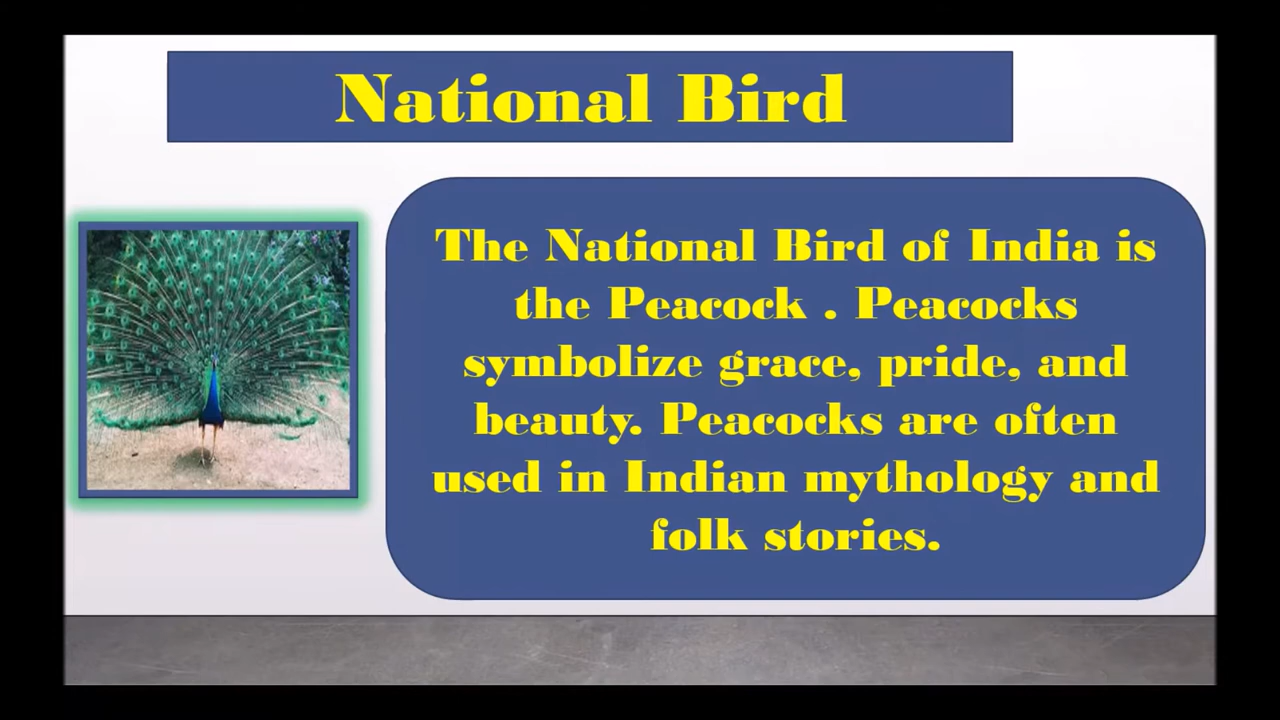 National Bird
The National Bird of India is
the Peacock . Peacocks
symbolize grace, pride, and
beauty. Peacocks are often
used in Indian mythology and
folk stories.